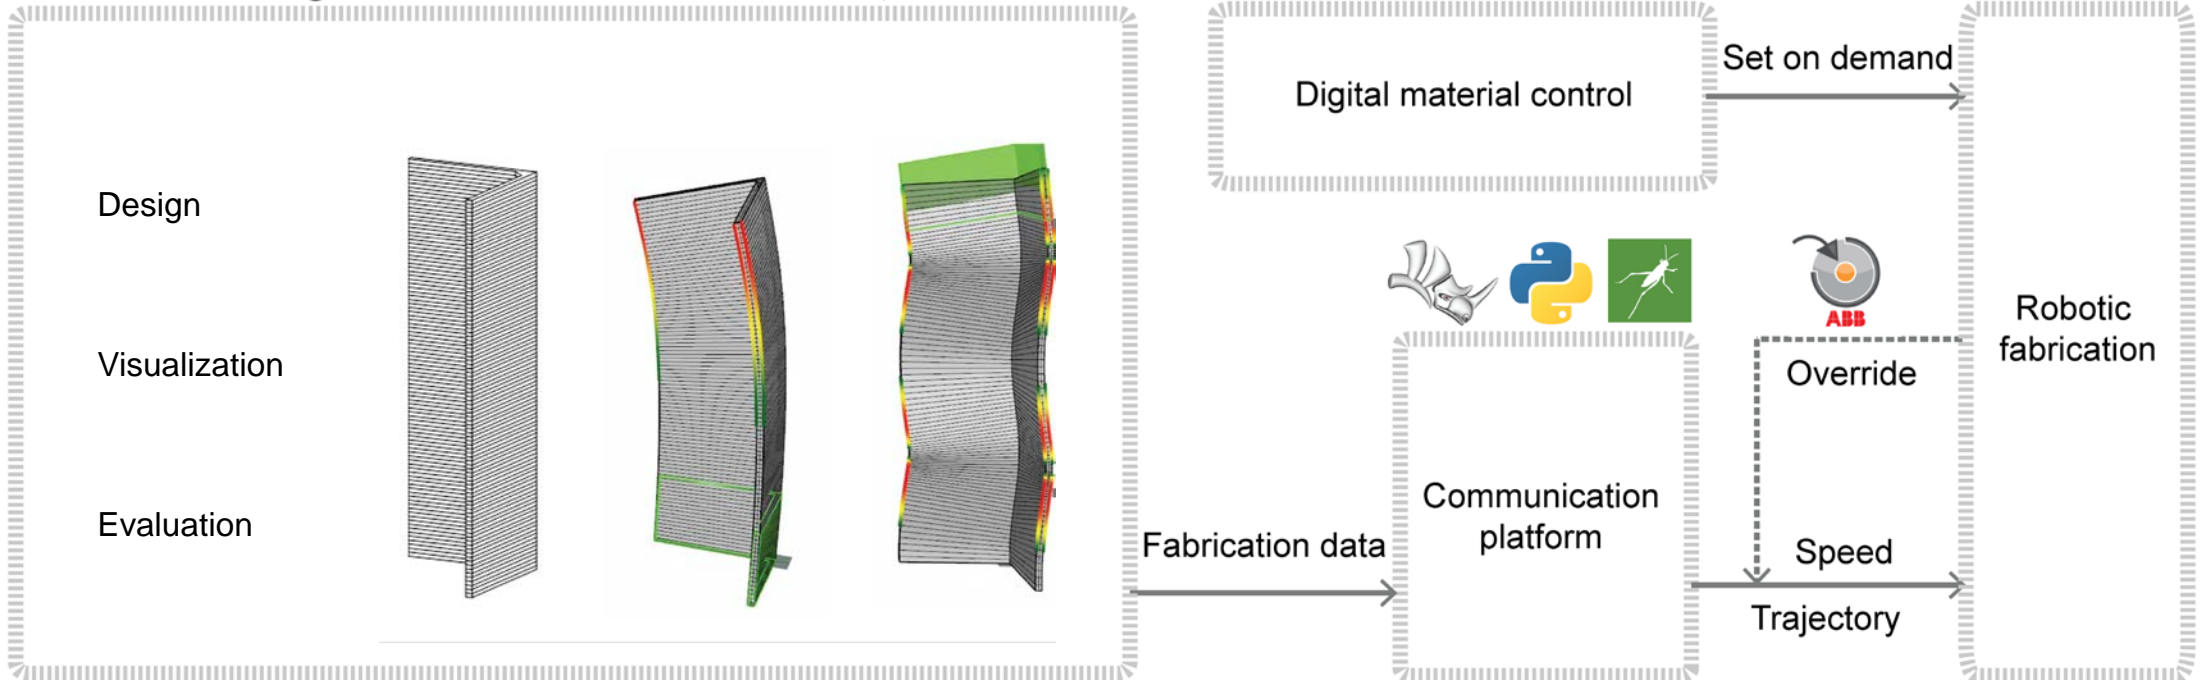 Design
Visualization
Evaluation
Fabrication data
Digital material control
Set on demand
ABB
Override
Communication
platform
Speed
Trajectory
Robotic
fabrication